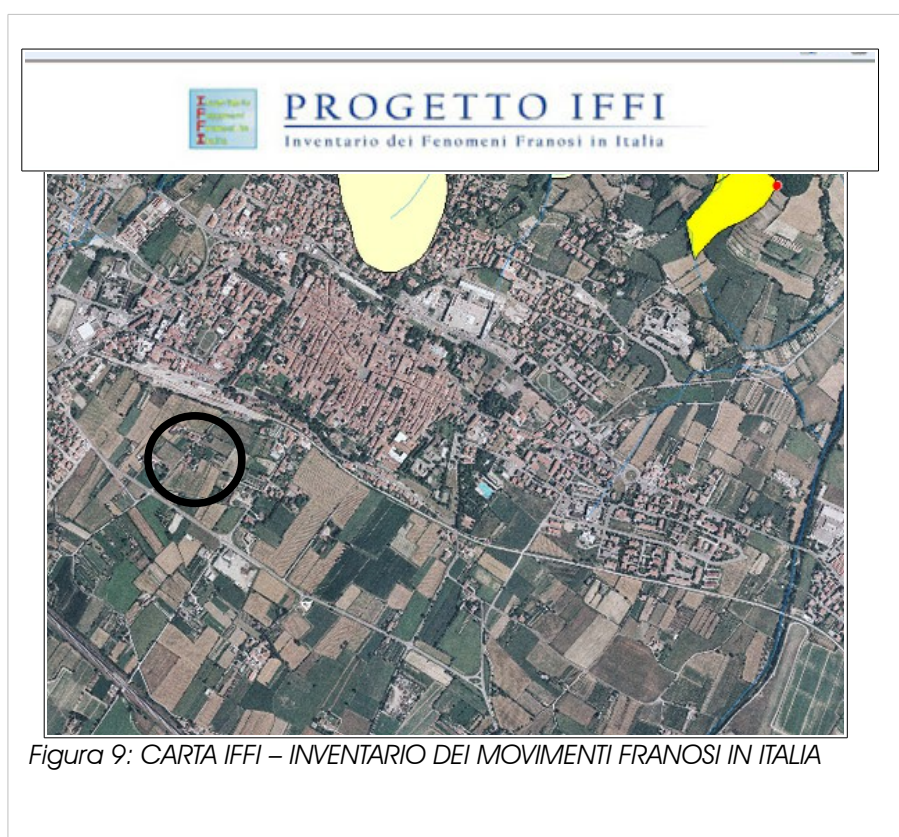 PROGETTO IFFI
Inventario dei Fenomeni Franosi in Italia
Figura 9: CARTA IFFI – INVENTARIO DEI MOVIMENTI FRANOSI IN ITALIA